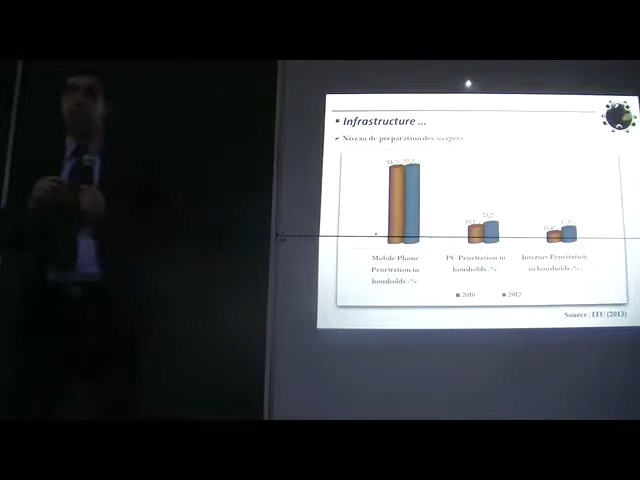 Infrastructure ...
Niveau de préparation des usagers
Mobile Phone
Penetration in
housholds .%.
PC Penetration in
housholds .%.
Internet Penetration
in housholds .%.
2010 2012
Source : ITU (2013)